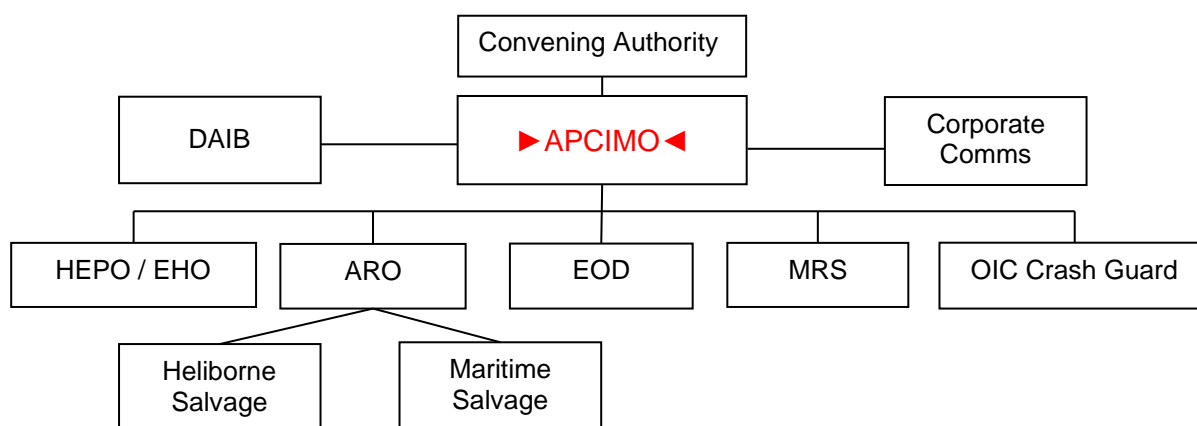 Convening Authority
DAIB
►APCIMO◄
Corporate
Comms
HEPO / EHO
ARO
EOD
MRS
OIC Crash Guard
Heliborne
Salvage
Maritime
Salvage